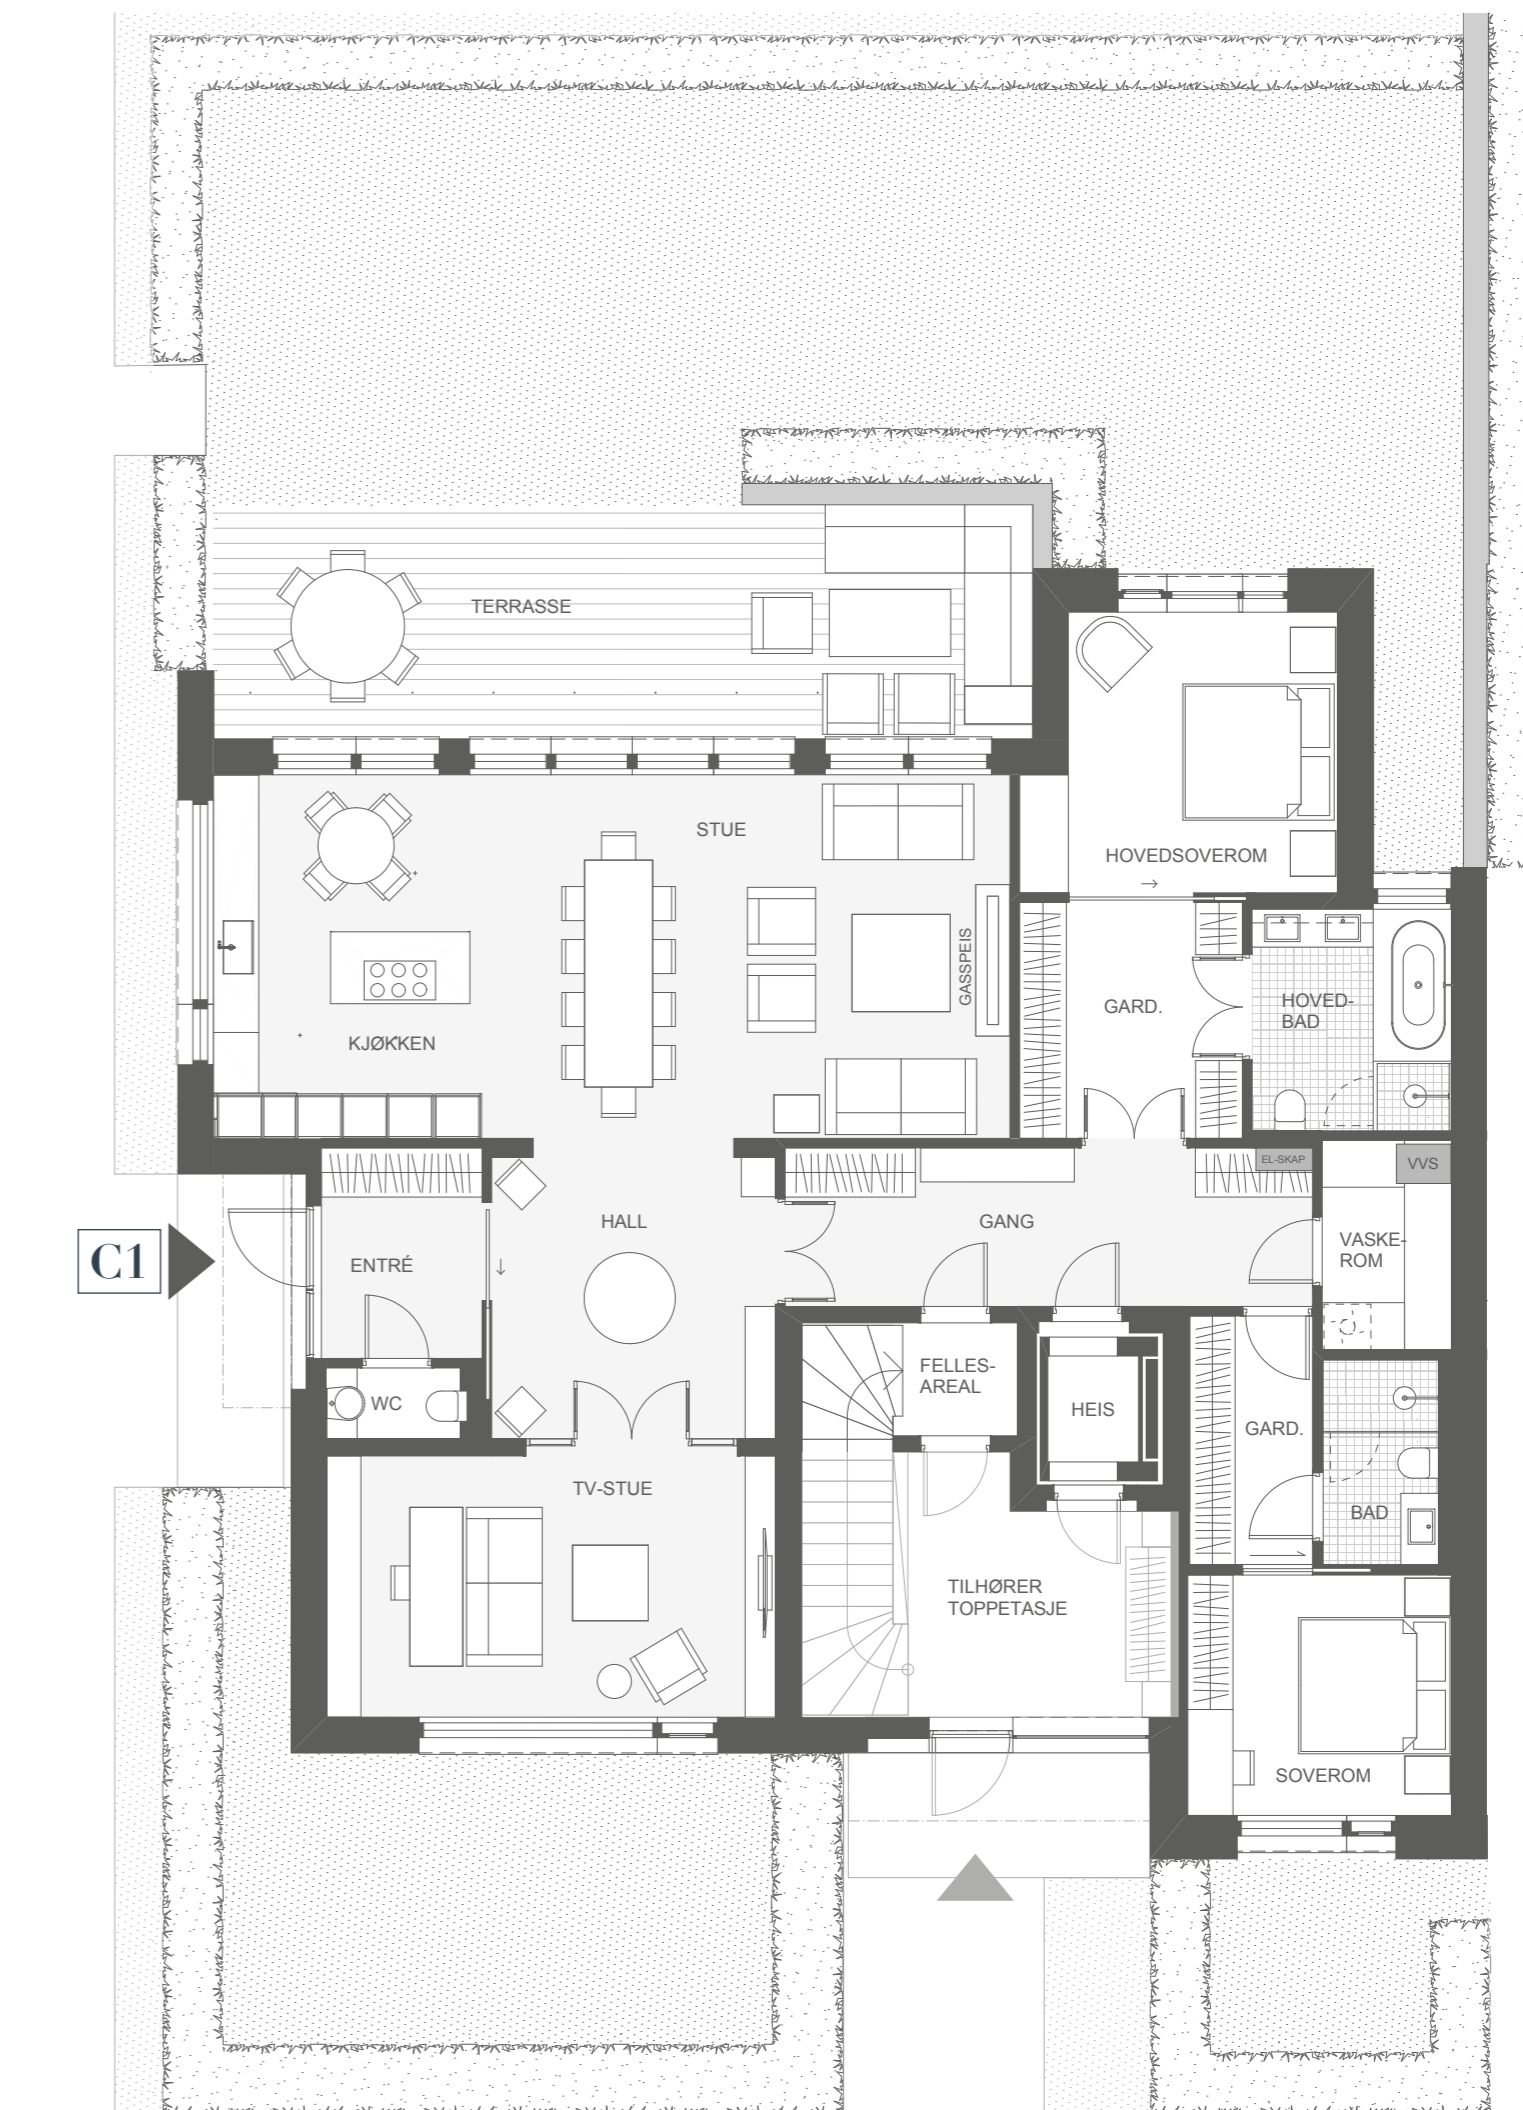 TERRASSE
STUE
HOVEDSOVEROM
GASSPEIS
GARD.
HOVED-
BAD
KJØKKEN
EL-SKAP
VVS
HALL
GANG
C1
ENTRÉ
VASKE-
ROM
FELLES-
AREAL
WC
HEIS
GARD.
TV-STUE
BAD
TILHØRER
TOPPETASJE
SOVEROM